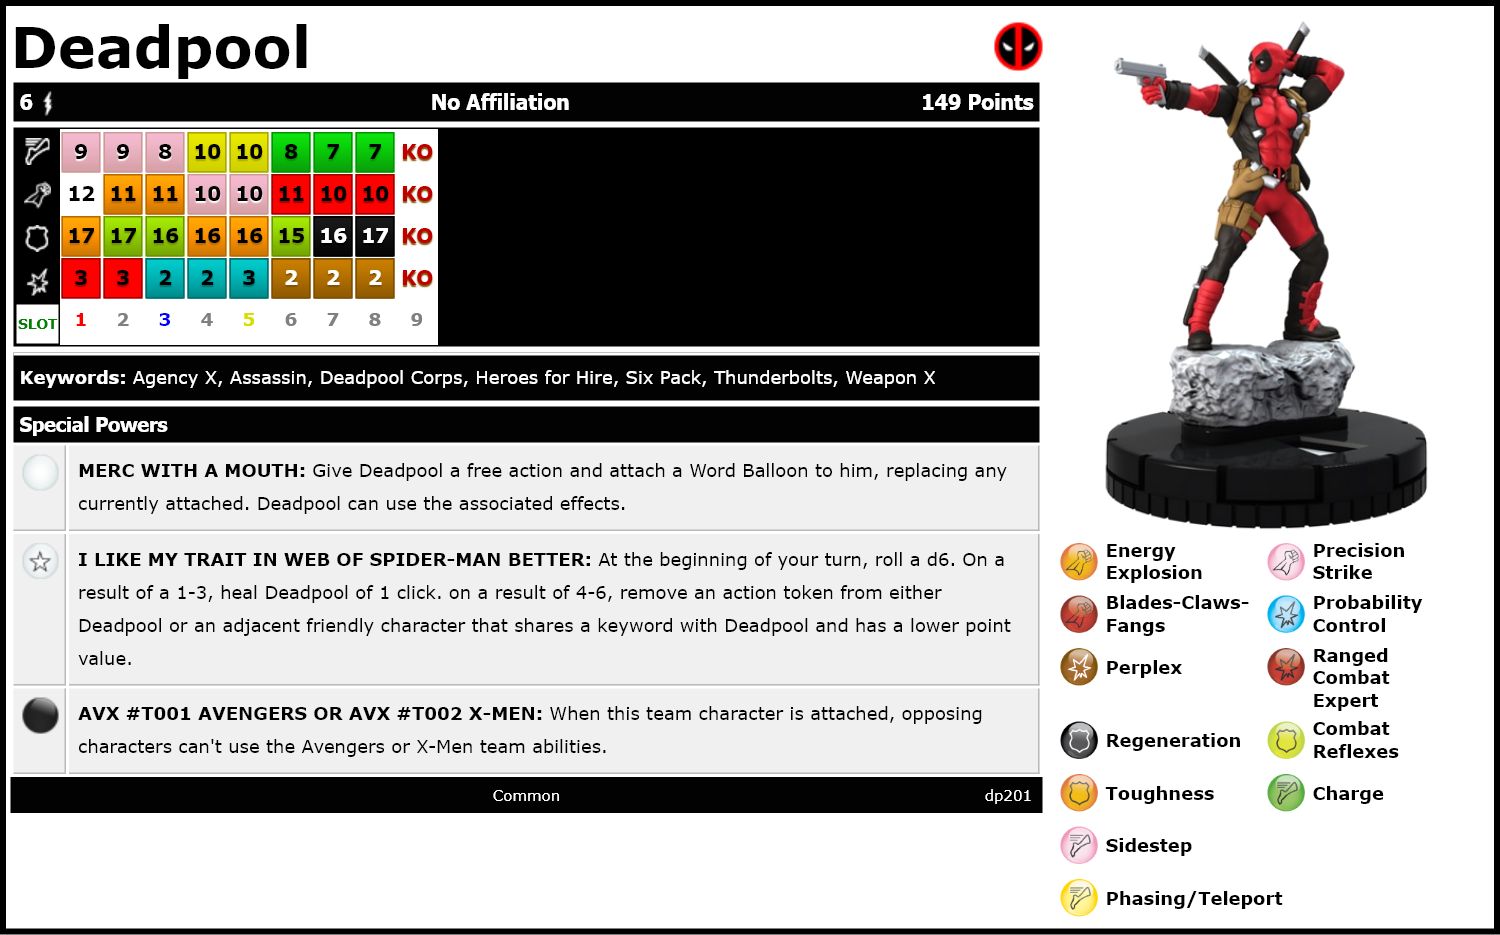 Deadpool
6 No Affiliation 149 Points
9 9 8 10 10 8 7 7 KO
12 11 11 10 10 11 10 10 KO
17 17 16 16 16 15 16 17 KO
3 3 2 2 3 2 2 2 KO
SLOT 1 2 3 4 5 6 7 8 9
Keywords: Agency X, Assassin, Deadpool Corps, Heroes for Hire, Six Pack, Thunderbolts, Weapon X
Special Powers
MERC WITH A MOUTH: Give Deadpool a free action and attach a Word Balloon to him, replacing any
currently attached. Deadpool can use the associated effects.
I LIKE MY TRAIT IN WEB OF SPIDER-MAN BETTER: At the beginning of your turn, roll a d6. On a
result of a 1-3, heal Deadpool of 1 click. on a result of 4-6, remove an action token from either
Deadpool or an adjacent friendly character that shares a keyword with Deadpool and has a lower point
value.
AVX #T001 AVENGERS OR AVX #T002 X-MEN: When this team character is attached, opposing
characters can't use the Avengers or X-Men team abilities.
Common dp201
Energy
Explosion
Precision
Strike
Blades-Claws-
Fangs
Probability
Control
Perplex
Ranged
Combat
Expert
Regeneration
Combat
Reflexes
Toughness
Charge
Sidestep
Phasing/Teleport